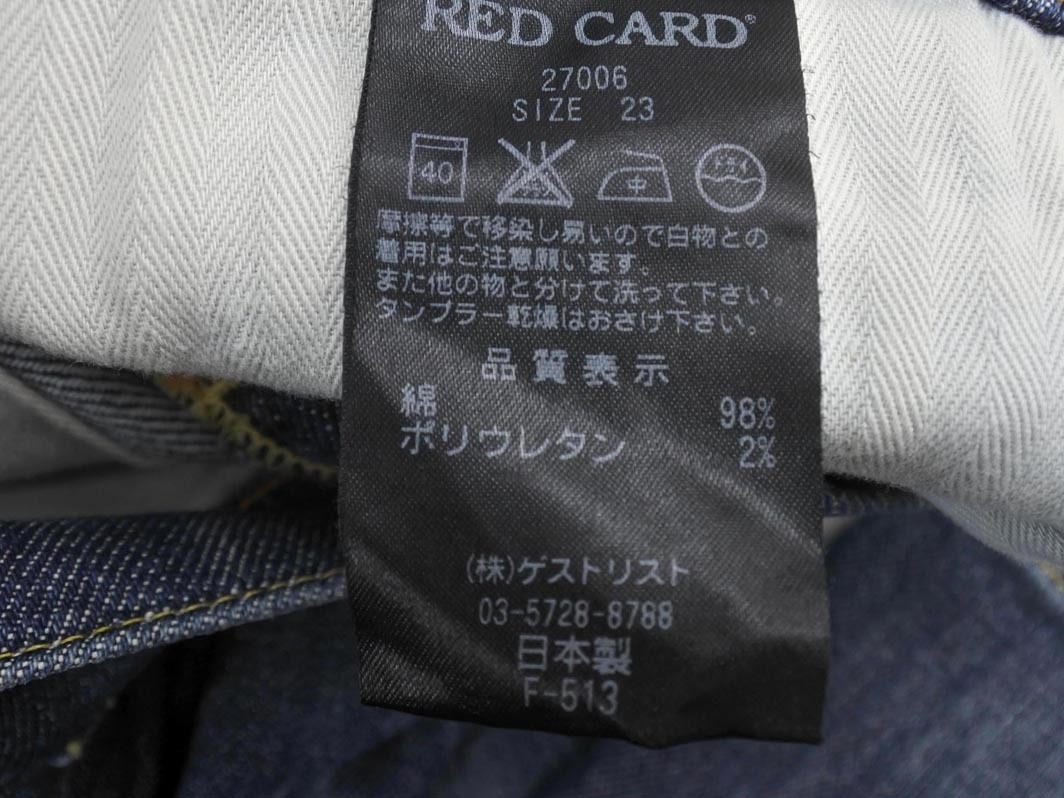 RED CARD®
27006
SIZE 23
40 中 ドライ
摩擦等で移染し易いので白物との
着用はご注意願います。
また他の物と分けて洗って下さい。
タンブラー乾燥はおさけ下さい。
品質表示
綿 98%
ポリウレタン 2%
(株)ゲストリスト
03-5728-8788
日本製
F-513